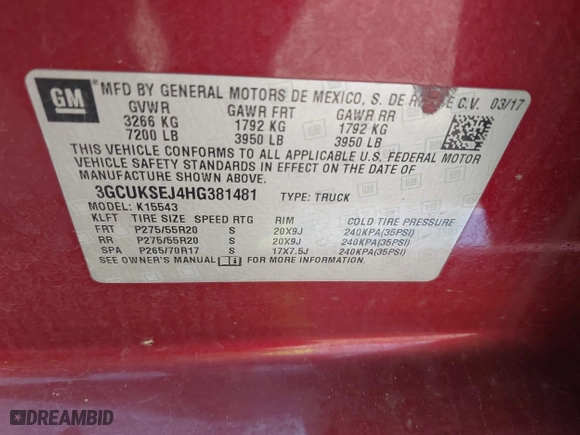 GM
MFD BY GENERAL MOTORS DE MEXICO, S. DE R E C.V. 03/17
GVWR GAWR FRT GAWR RR
3266 KG 1792 KG 1792 KG
7200 LB 3950 LB 3950 LB
THIS VEHICLE CONFORMS TO ALL APPLICABLE U.S. FEDERAL MOTOR
VEHICLE SAFETY STANDARDS IN EFFECT ON THE DATE OF
MANUFACTURE SHOWN ABOVE.
3GCUKSEJ4HG381481 TYPE: TRUCK
MODEL: K15543
KLFT TIRE SIZE SPEED RTG RIM COLD TIRE PRESSURE
FRT P275/55R20 S 20X9J 240KPA(35PSI)
RR P275/55R20 S 20X9J 240KPA(35PSI)
SPA P265/70R17 S 17X7.5J 240KPA(35PSI)
SEE OWNER'S MANUAL FOR MORE INFORMATION
DREAMBID